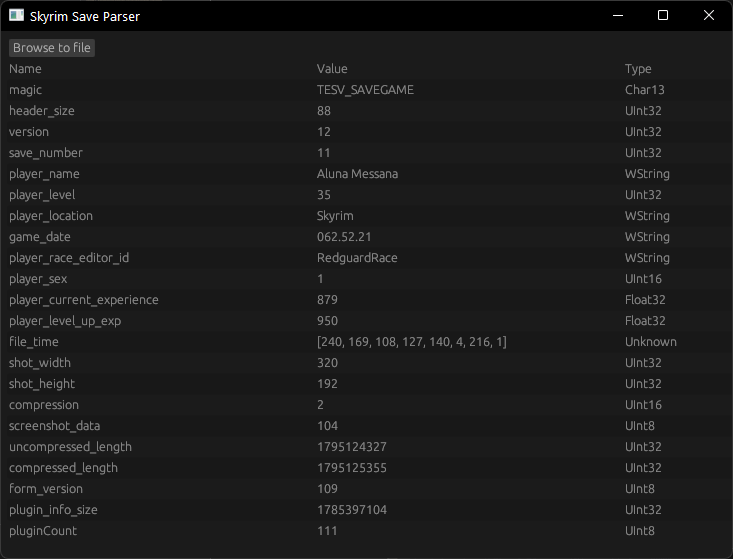 Skyrim Save Parser
Browse to file
Name Value Type
magic TESV_SAVEGAME Char13
header_size 88 UInt32
version 12 UInt32
save_number 11 UInt32
player_name Aluna Messana WString
player_level 35 UInt32
player_location Skyrim WString
game_date 062.52.21 WString
player_race_editor_id RedguardRace WString
player_sex 1 UInt16
player_current_experience 879 Float32
player_level_up_exp 950 Float32
file_time [240, 169, 108, 127, 140, 4, 216, 1] Unknown
shot_width 320 UInt32
shot_height 192 UInt32
compression 2 UInt16
screenshot_data 104 UInt8
uncompressed_length 1795124327 UInt32
compressed_length 1795125355 UInt32
form_version 109 UInt8
plugin_info_size 1785397104 UInt32
pluginCount 111 UInt8